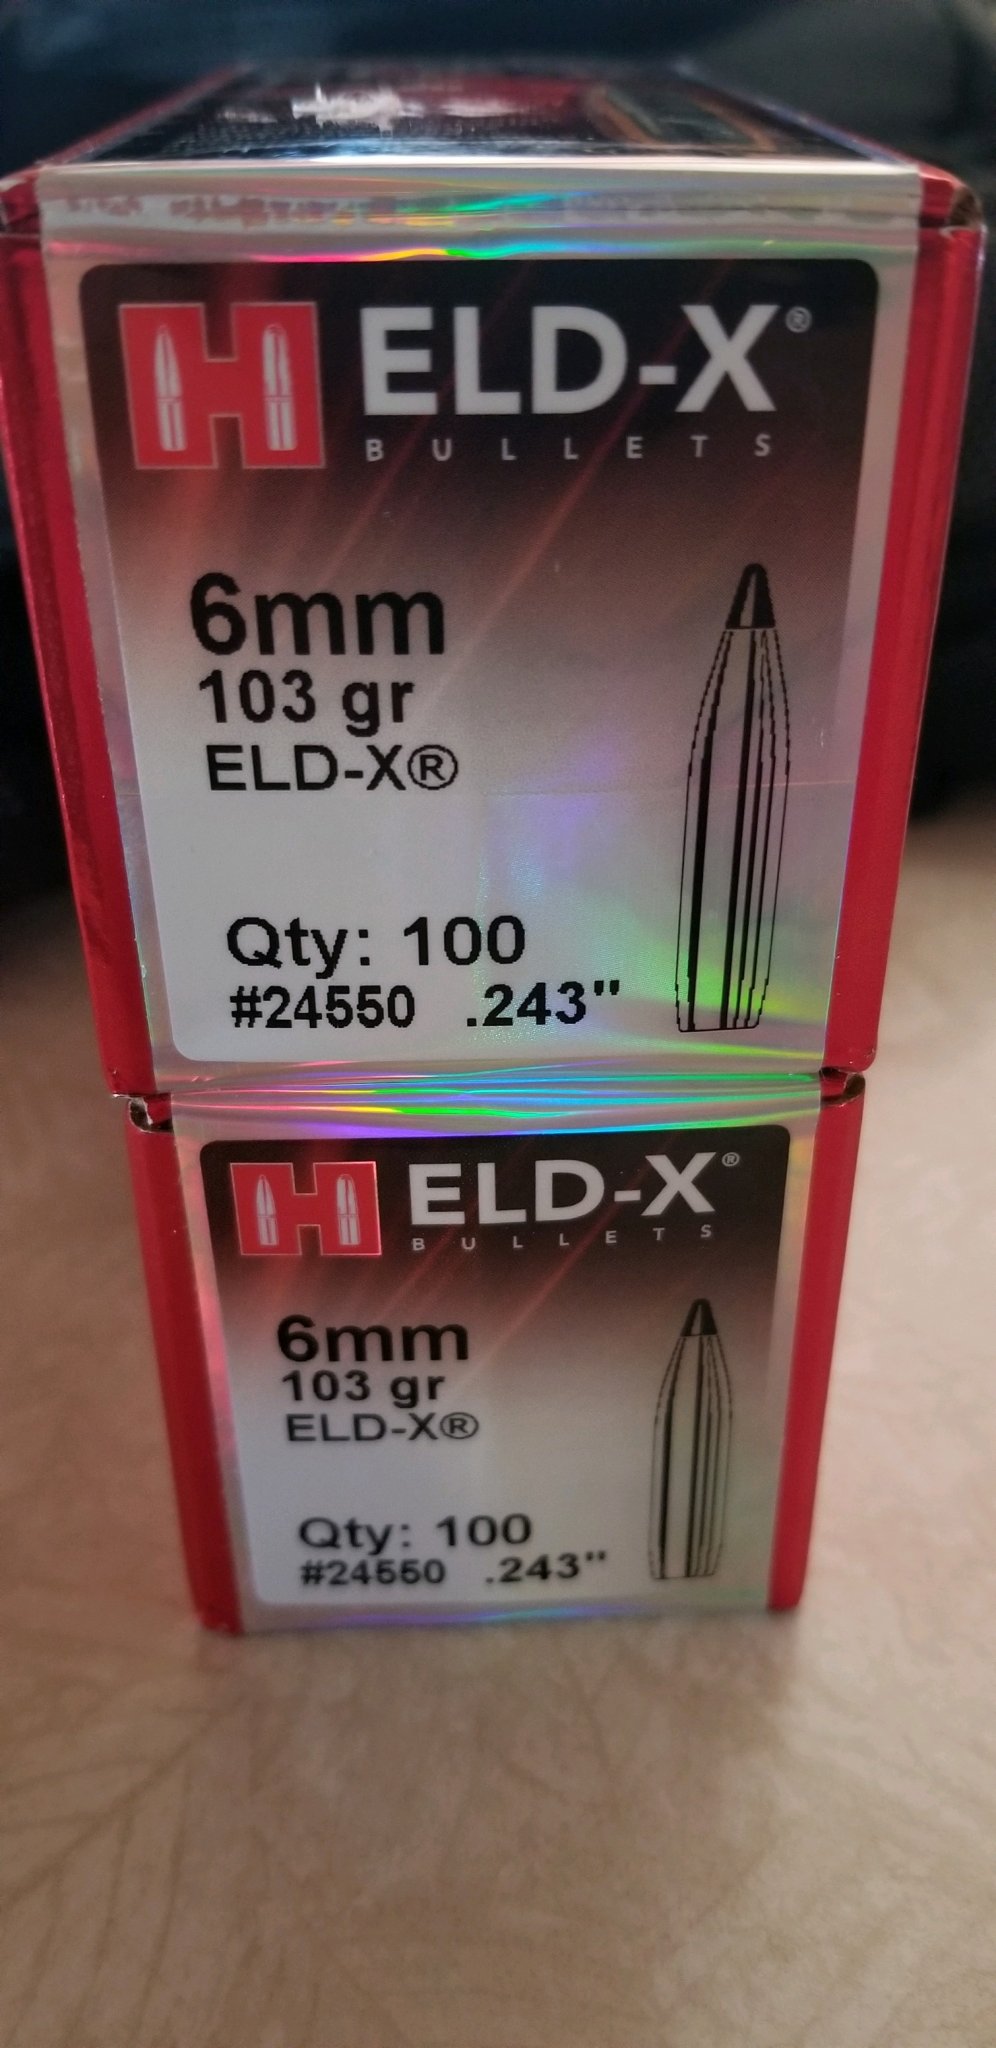 ELD-X®
BULLETS
6mm
103 gr
ELD-X®
Qty: 100
#24550 .243"
ELD-X®
BULLETS
6mm
103 gr
ELD-X®
Qty: 100
#24550 .243"